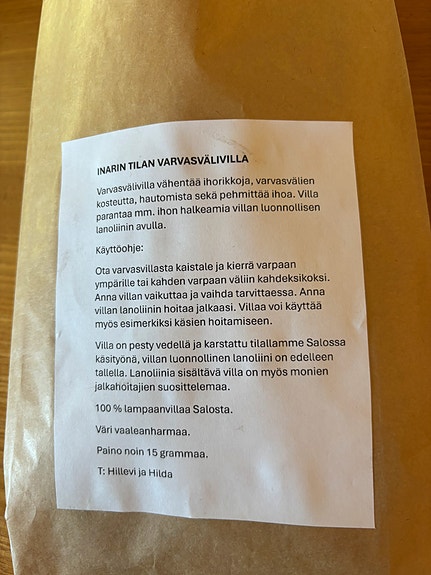 INARIN TILAN VARVASVÄLIVILLA
Varvasvälivilla vähentää ihorikkoja, varvasvälien
kosteutta, hautomista sekä pehmittää ihoa. Villa
parantaa mm. ihon halkeamia villan luonnollisen
lanoliinin avulla.
Käyttöohje:
Ota varvasvillasta kaistale ja kierrä varpaan
ympärille tai kahden varpaan väliin kahdeksikoksi.
Anna villan vaikuttaa ja vaihda tarvittaessa. Anna
villan lanoliinin hoitaa jalkaasi. Villaa voi käyttää
myös esimerkiksi käsien hoitamiseen.
Villa on pesty vedellä ja karstattu tilallamme Salossa
käsityönä, villan luonnollinen lanoliini on edelleen
tallella. Lanoliinia sisältävä villa on myös monien
jalkahoitajien suosittelemaa.
100 % lampaanvillaa Salosta.
Väri vaaleanharmaa.
Paino noin 15 grammaa.
T: Hillevi ja Hilda